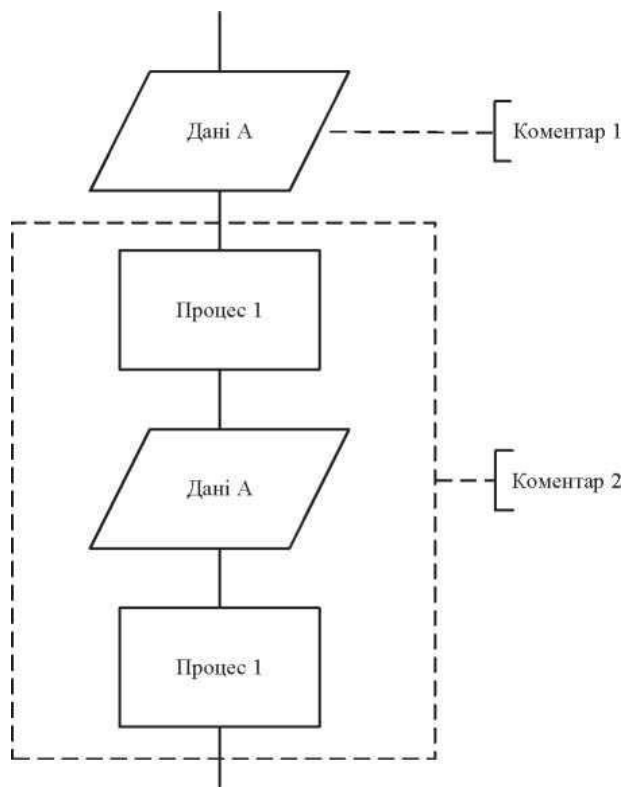 Дані А
Коментар 1
Процес 1
Дані А
Коментар 2
Процес 1